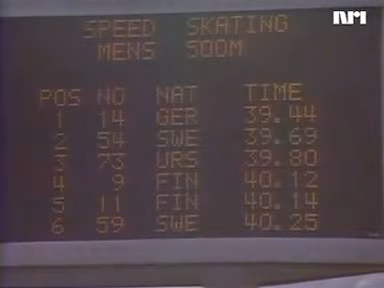 nrk
SPEED SKATING
MENS 500M
POS NO NAT TIME
1 14 GER 39.44
2 54 SWE 39.69
3 73 URS 39.80
4 9 FIN 40.12
5 11 FIN 40.14
6 59 SWE 40.25